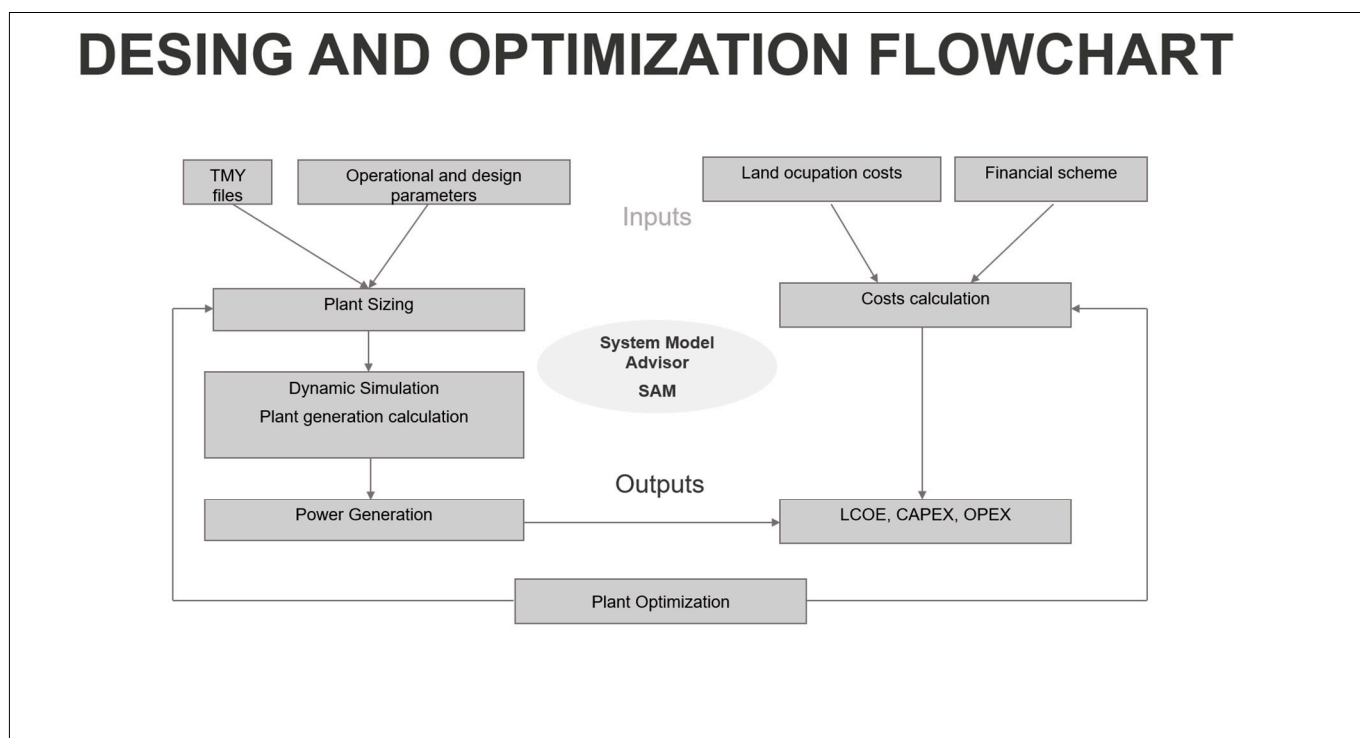 DESING AND OPTIMIZATION FLOWCHART
TMY
files
Operational and design
parameters
Land ocupation costs
Financial scheme
Inputs
Plant Sizing
Costs calculation
System Model
Advisor
SAM
Dynamic Simulation
Plant generation calculation
Outputs
Power Generation
LCOE, CAPEX, OPEX
Plant Optimization